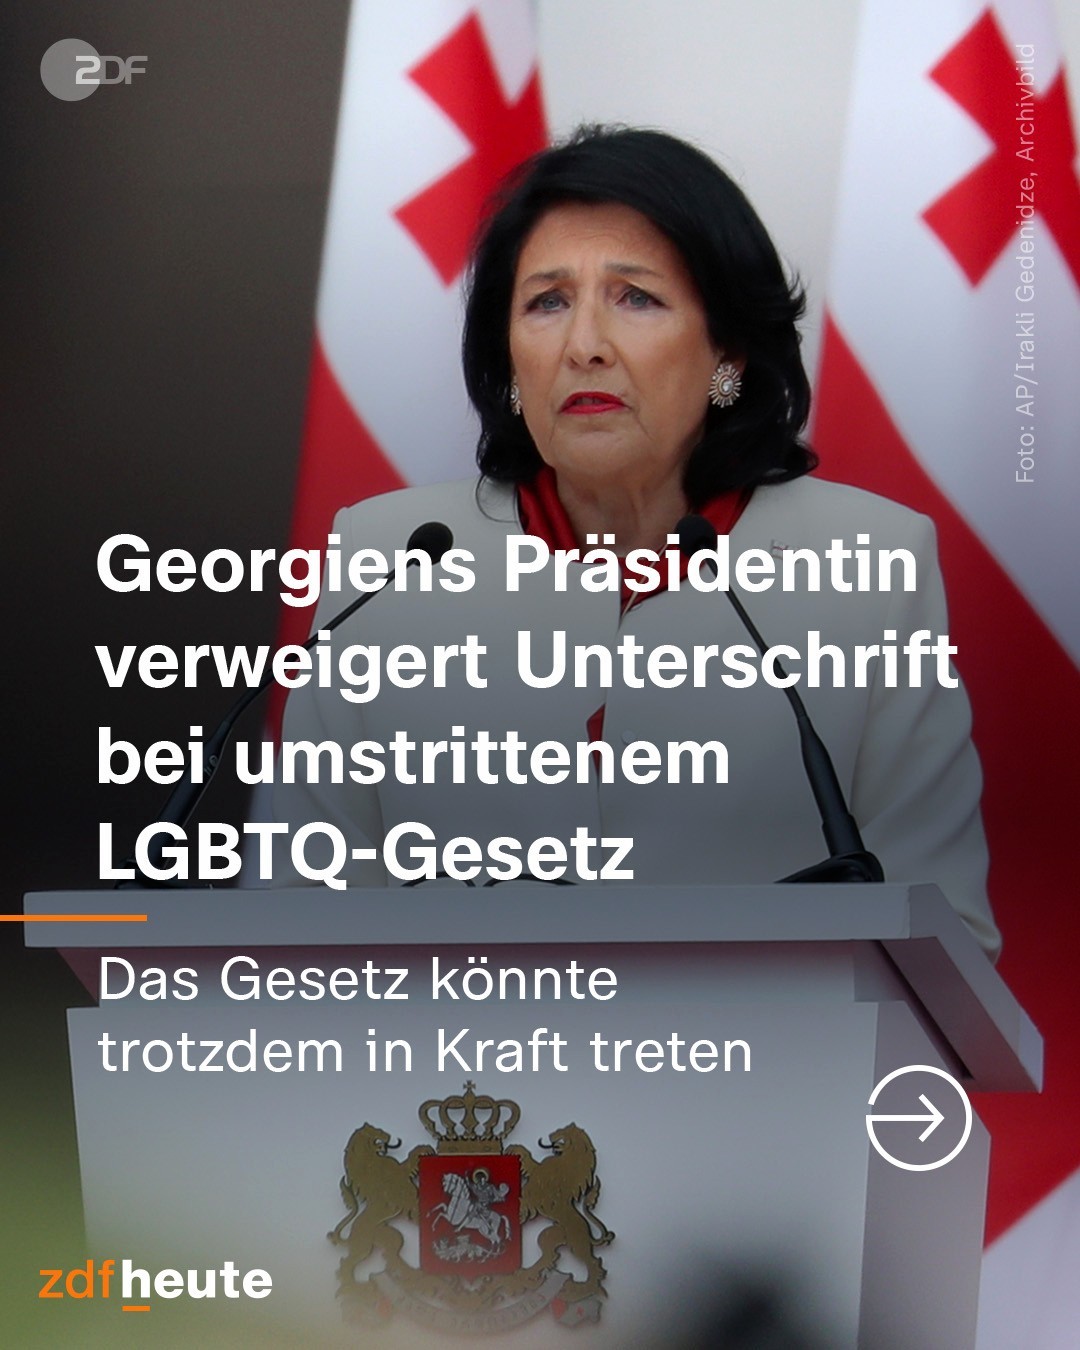 ZDF
Foto: AP/Irakli Gedenidze, Archivbild
Georgiens Präsidentin
verweigert Unterschrift
bei umstrittenem
LGBTQ-Gesetz
Das Gesetz könnte
trotzdem in Kraft treten
zdfheute